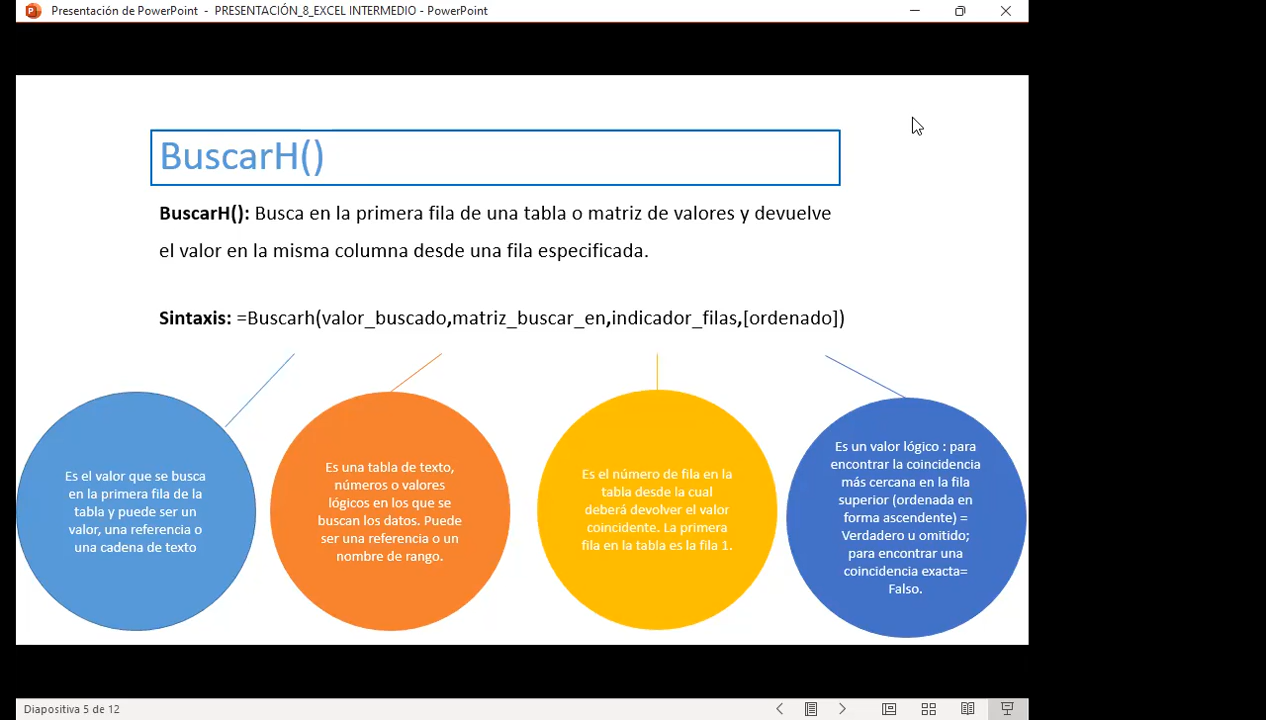 Presentación de PowerPoint - PRESENTACIÓN_8_EXCEL INTERMEDIO - PowerPoint
BuscarH()
BuscarH(): Busca en la primera fila de una tabla o matriz de valores y devuelve
el valor en la misma columna desde una fila especificada.
Sintaxis: =Buscarh(valor_buscado,matriz_buscar_en,indicador_filas,[ordenado])
Es el valor que se busca
en la primera fila de la
tabla y puede ser un
valor, una referencia o
una cadena de texto
Es una tabla de texto,
números o valores
lógicos en los que se
buscan los datos. Puede
ser una referencia o un
nombre de rango.
Es el número de fila en la
tabla desde la cual
deberá devolver el valor
coincidente. La primera
fila en la tabla es la fila 1.
Es un valor lógico : para
encontrar la coincidencia
más cercana en la fila
superior (ordenada en
forma ascendente) =
Verdadero u omitido;
para encontrar una
coincidencia exacta=
Falso.
Diapositiva 5 de 12